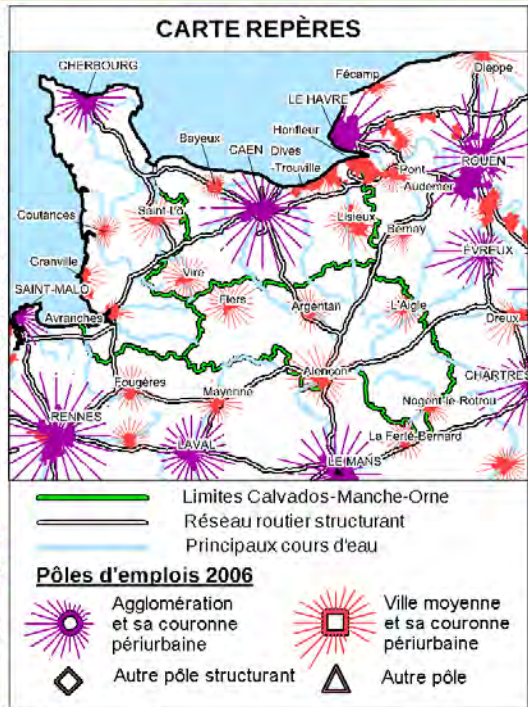 CARTE REPÈRES
CHERBOURG
Dieppe
Fécamp
LE HAVRE
Honfleur
Bayeux
CAEN
Dives
-Trouville
Pont
-Audemer
ROUEN
Coutances
Saint-Lô
Lisieux
Bernay
Granville
ÉVREUX
Vire
SAINT-MALO
Flers
Argentan
L'Aigle
Avranches
Dreux
Alençon
CHARTRES
Fougères
Mayenne
Nogent-le-Rotrou
RENNES
La Ferté-Bernard
LAVAL
LE MANS
Limites Calvados-Manche-Orne
Réseau routier structurant
Principaux cours d'eau
Pôles d'emplois 2006
Agglomération
et sa couronne
périurbaine
Ville moyenne
et sa couronne
périurbaine
Autre pôle structurant
Autre pôle